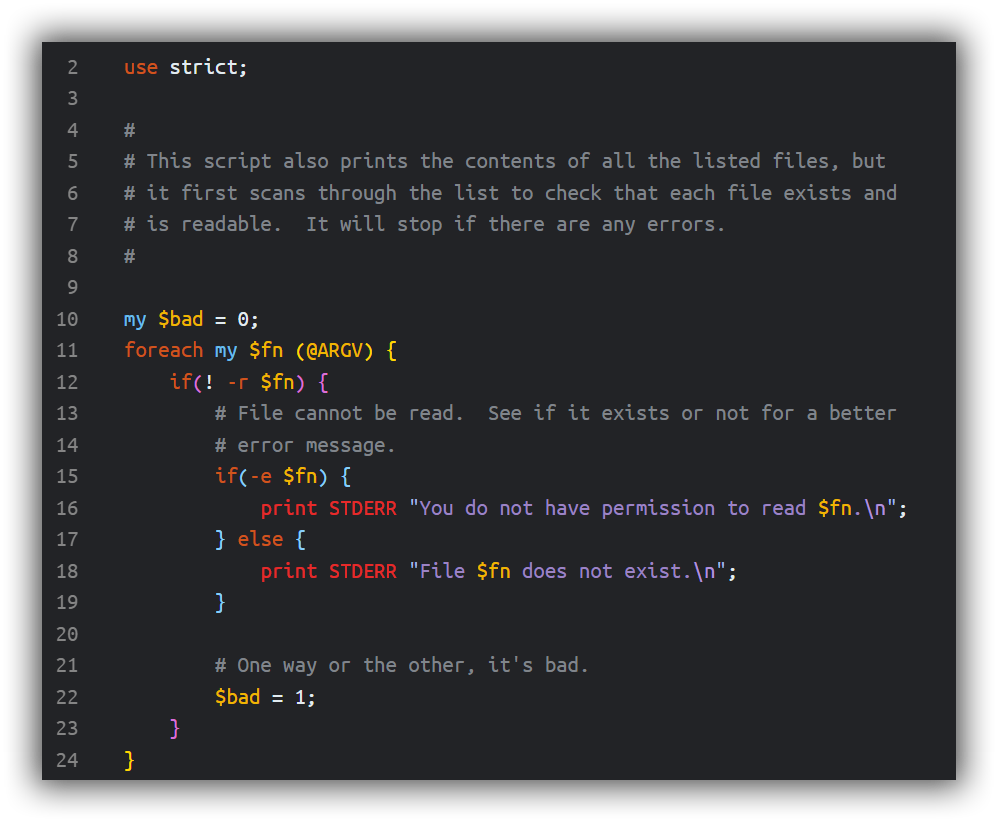 2 use strict;
3
4 #
5 # This script also prints the contents of all the listed files, but
6 # it first scans through the list to check that each file exists and
7 # is readable.  It will stop if there are any errors.
8 #
9
10 my $bad = 0;
11 foreach my $fn (@ARGV) {
12     if(! -r $fn) {
13         # File cannot be read.  See if it exists or not for a better
14         # error message.
15         if(-e $fn) {
16             print STDERR "You do not have permission to read $fn.\n";
17         } else {
18             print STDERR "File $fn does not exist.\n";
19         }
20
21         # One way or the other, it's bad.
22         $bad = 1;
23     }
24 }